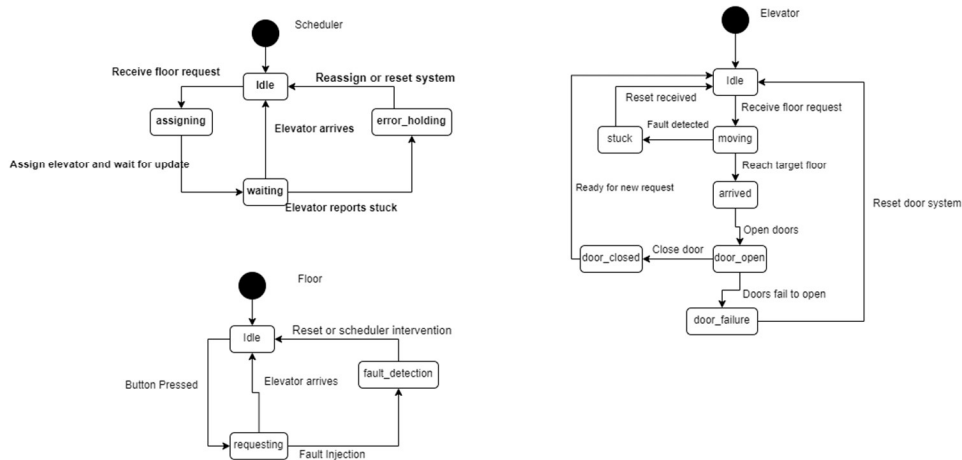 Scheduler
Receive floor request
Idle
Reassign or reset system
assigning
Elevator arrives
error_holding
Assign elevator and wait for update
waiting
Elevator reports stuck
Floor
Idle
Reset or scheduler intervention
Button Pressed
Elevator arrives
fault_detection
requesting
Fault Injection
Elevator
Idle
Reset received
Receive floor request
stuck
Fault detected
moving
Reach target floor
Ready for new request
arrived
Reset door system
Open doors
door_closed
Close door
door_open
Doors fail to open
door_failure